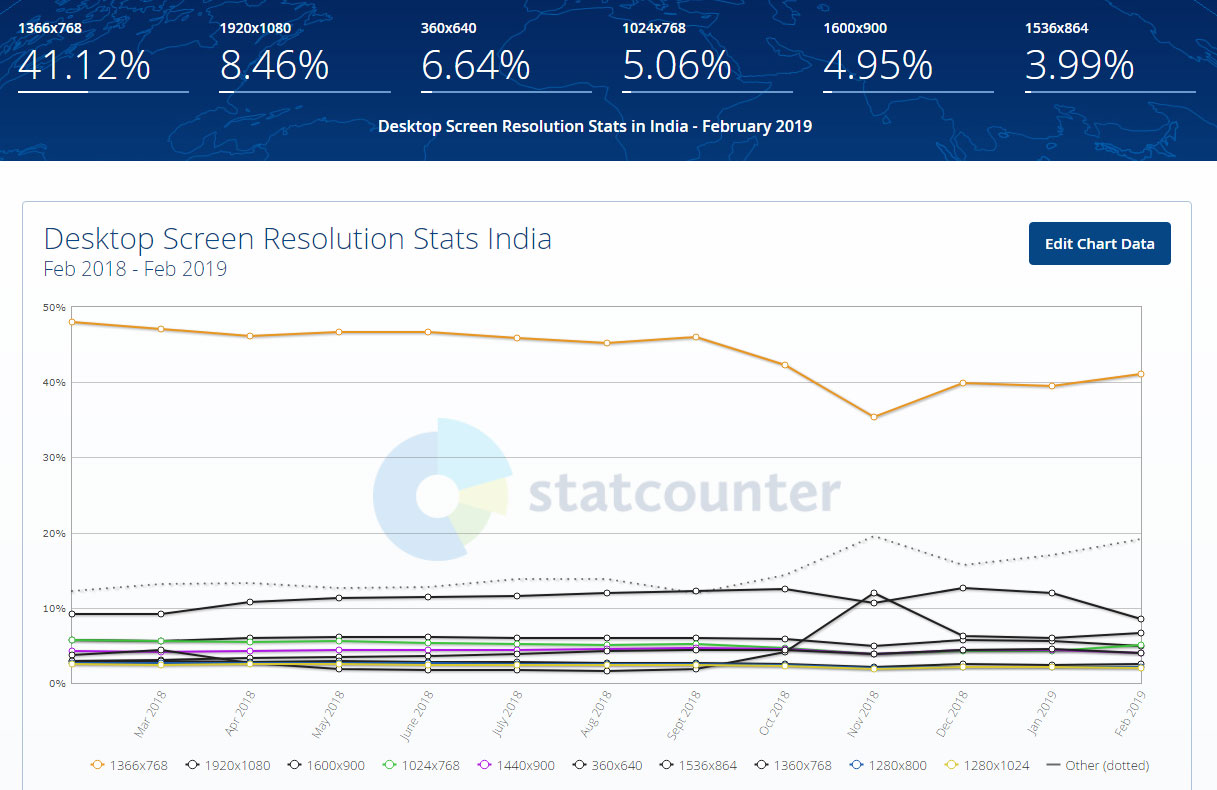 1366x768 1920x1080 360x640 1024x768 1600x900 1536x864
41.12% 8.46% 6.64% 5.06% 4.95% 3.99%
Desktop Screen Resolution Stats in India - February 2019
Desktop Screen Resolution Stats India
Feb 2018 - Feb 2019
Edit Chart Data
50%
40%
30%
statcounter
20%
10%
0%
Mar 2018 Apr 2018 May 2018 June 2018 July 2018 Aug 2018 Sept 2018 Oct 2018 Nov 2018 Dec 2018 Jan 2019 Feb 2019
1366x768 1920x1080 1600x900 1024x768 1440x900 360x640 1536x864 1360x768 1280x800 1280x1024 Other (dotted)